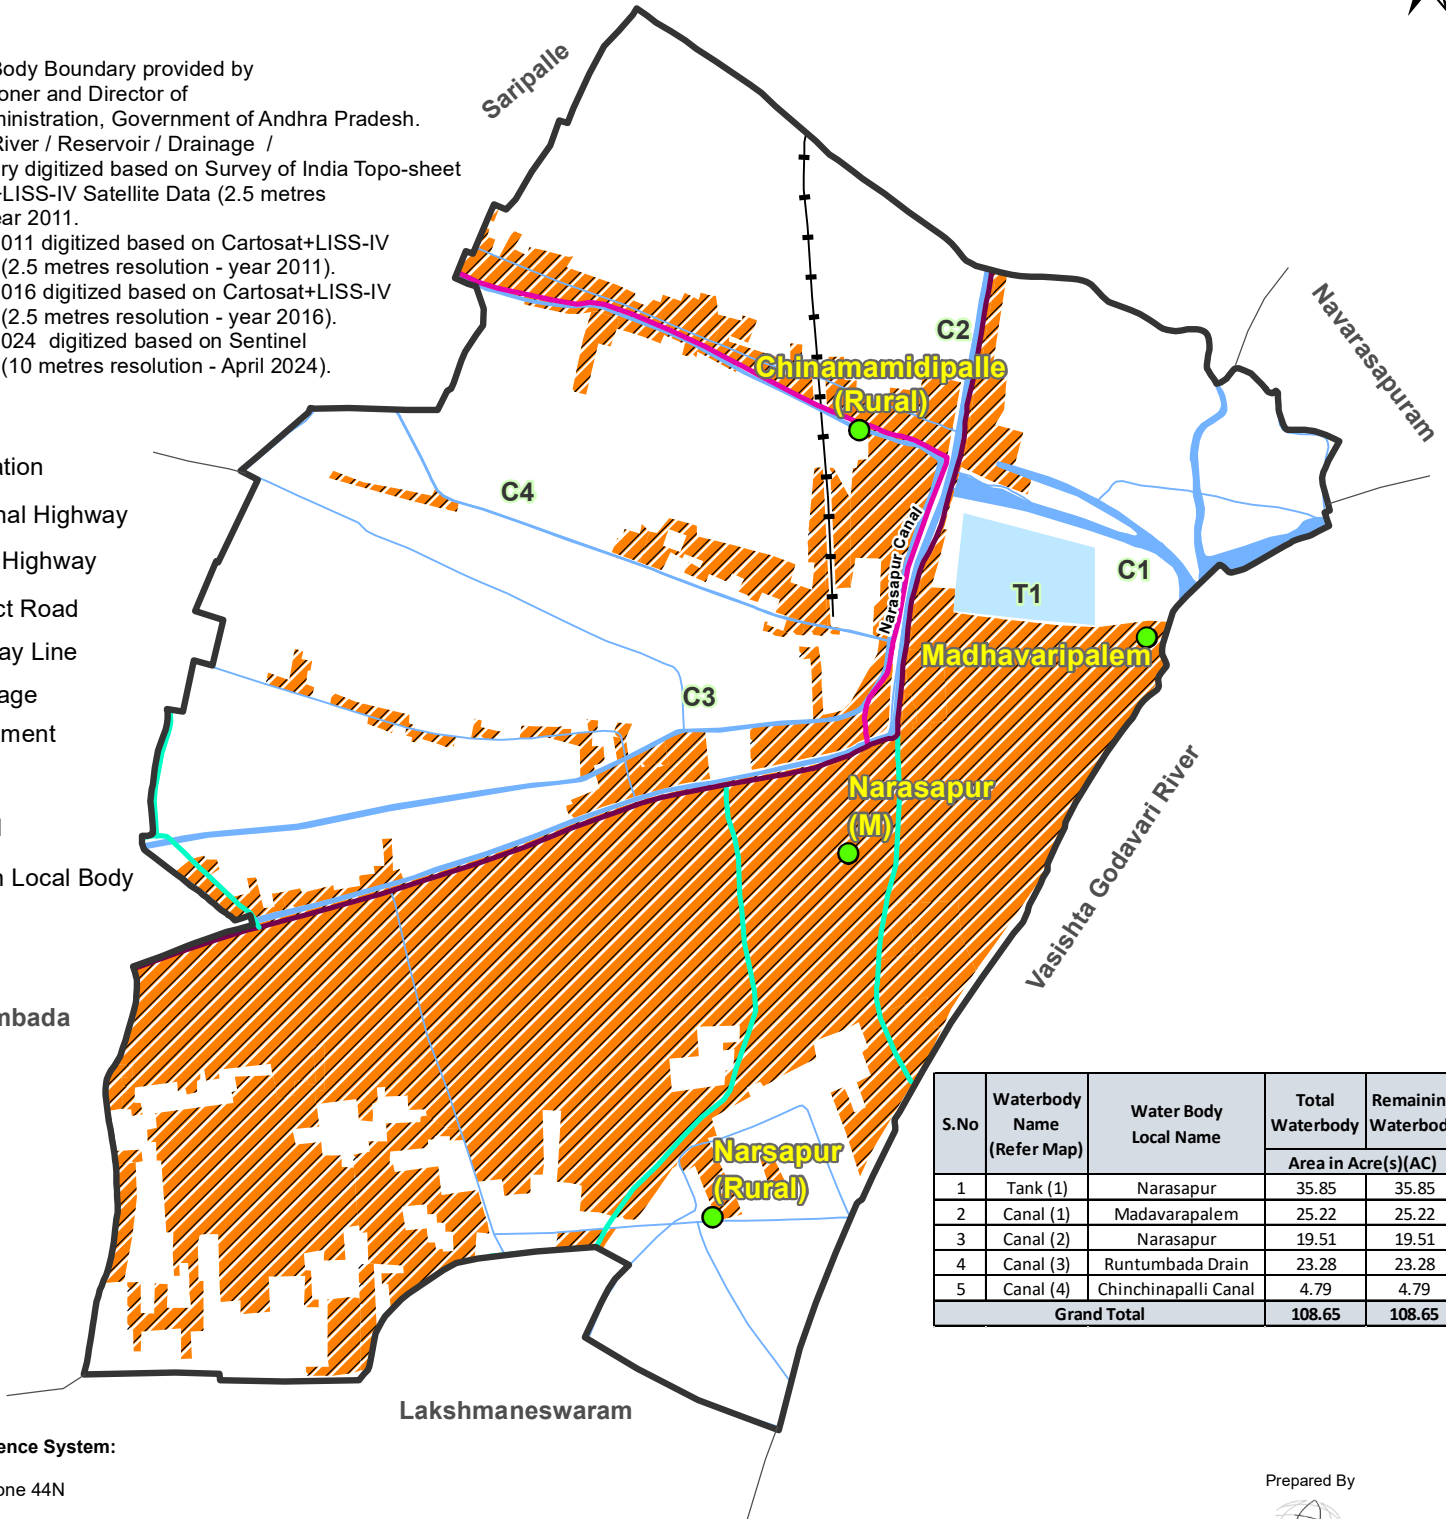 Body Boundary provided by
oner and Director of
ninistration, Government of Andhra Pradesh.
River / Reservoir / Drainage /
ry digitized based on Survey of India Topo-sheet
+LISS-IV Satellite Data (2.5 metres
ear 2011.
011 digitized based on Cartosat+LISS-IV
(2.5 metres resolution - year 2011).
016 digitized based on Cartosat+LISS-IV
(2.5 metres resolution - year 2016).
024 digitized based on Sentinel
(10 metres resolution - April 2024).
ation
nal Highway
Highway
ct Road
ay Line
age
ment
n Local Body
mbada
Saripalle
Navarasapuram
C2
Chinamamidipalle
(Rural)
C4
Narasapur Canal
C1
T1
Madhavaripalem
C3
Narasapur
(M)
Vasishta Godavari River
Narsapur
(Rural)
Lakshmaneswaram
S.No Waterbody Name (Refer Map) Water Body Local Name Total Waterbody Remainin Waterbod
Area in Acre(s)(AC)
1 Tank (1) Narasapur 35.85 35.85
2 Canal (1) Madavarapalem 25.22 25.22
3 Canal (2) Narasapur 19.51 19.51
4 Canal (3) Runtumbada Drain 23.28 23.28
5 Canal (4) Chinchinapalli Canal 4.79 4.79
Grand Total 108.65 108.65
ence System:
one 44N
Prepared By